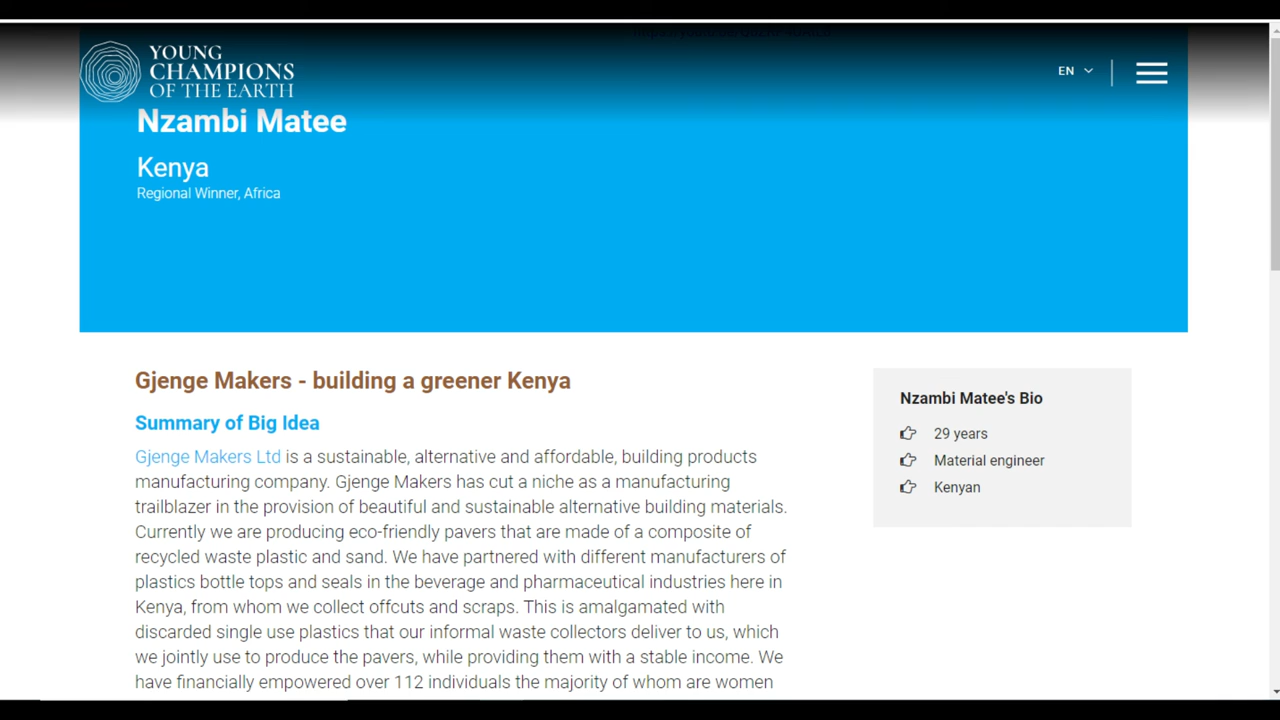 YOUNG
CHAMPIONS
OF THE EARTH
EN
Nzambi Matee
Kenya
Regional Winner, Africa
Gjenge Makers - building a greener Kenya
Summary of Big Idea
Gjenge Makers Ltd is a sustainable, alternative and affordable, building products
manufacturing company. Gjenge Makers has cut a niche as a manufacturing
trailblazer in the provision of beautiful and sustainable alternative building materials.
Currently we are producing eco-friendly pavers that are made of a composite of
recycled waste plastic and sand. We have partnered with different manufacturers of
plastics bottle tops and seals in the beverage and pharmaceutical industries here in
Kenya, from whom we collect offcuts and scraps. This is amalgamated with
discarded single use plastics that our informal waste collectors deliver to us, which
we jointly use to produce the pavers, while providing them with a stable income. We
have financially empowered over 112 individuals the majority of whom are women
Nzambi Matee's Bio
29 years
Material engineer
Kenyan